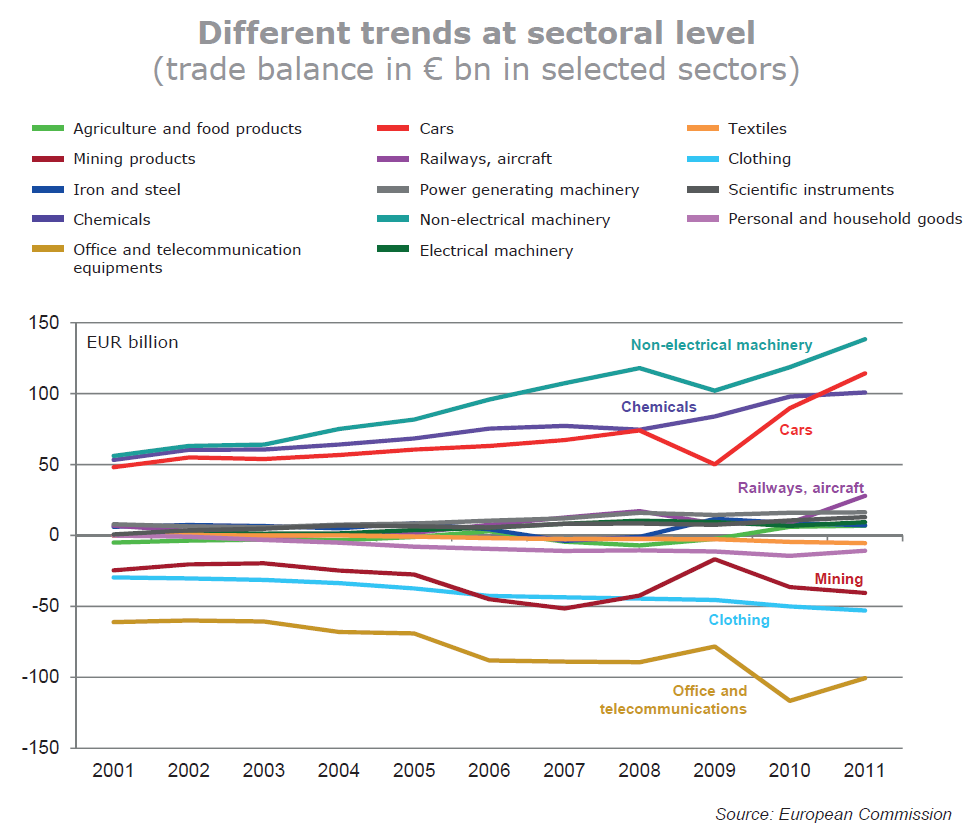 Different trends at sectoral level
(trade balance in € bn in selected sectors)
Agriculture and food products
Mining products
Iron and steel
Chemicals
Office and telecommunication
equipments
Cars
Railways, aircraft
Power generating machinery
Non-electrical machinery
Electrical machinery
Textiles
Clothing
Scientific instruments
Personal and household goods
150
100
50
0
-50
-100
-150
EUR billion
Non-electrical machinery
Chemicals
Cars
Railways, aircraft
Mining
Clothing
Office and
telecommunications
2001 2002 2003 2004 2005 2006 2007 2008 2009 2010 2011
Source: European Commission